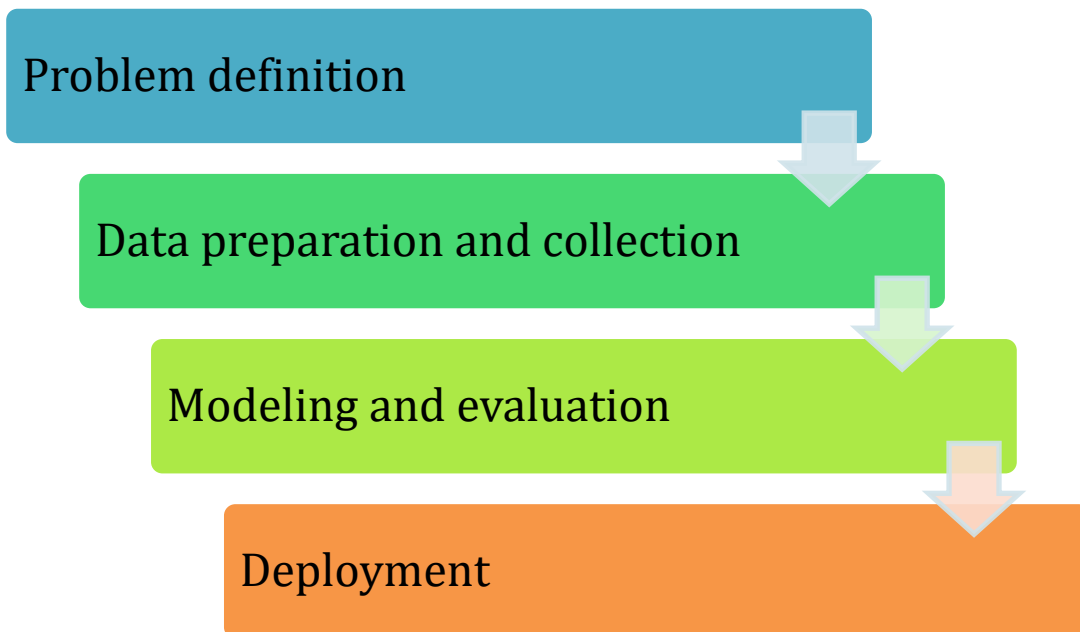 Problem definition
Data preparation and collection
Modeling and evaluation
Deployment